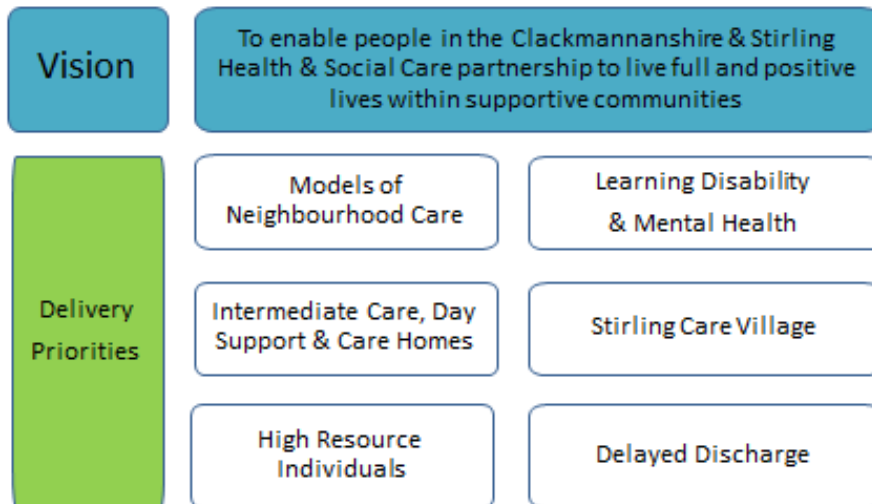 Vision
To enable people in the Clackmannanshire & Stirling
Health & Social Care partnership to live full and positive
lives within supportive communities
Delivery
Priorities
Models of
Neighbourhood Care
Learning Disability
& Mental Health
Intermediate Care, Day
Support & Care Homes
Stirling Care Village
High Resource
Individuals
Delayed Discharge